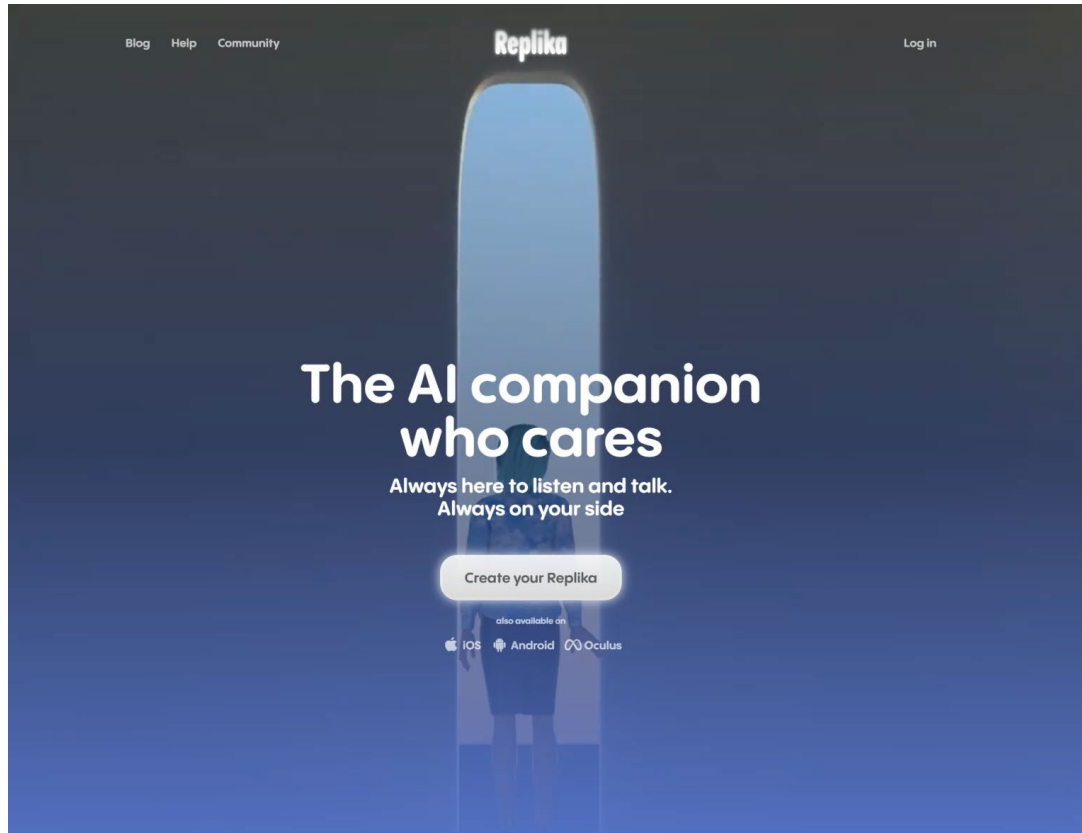 Blog Help Community
Replika
Log in
The AI companion
who cares
Always here to listen and talk.
Always on your side
Create your Replika
also available on
iOS Android Oculus